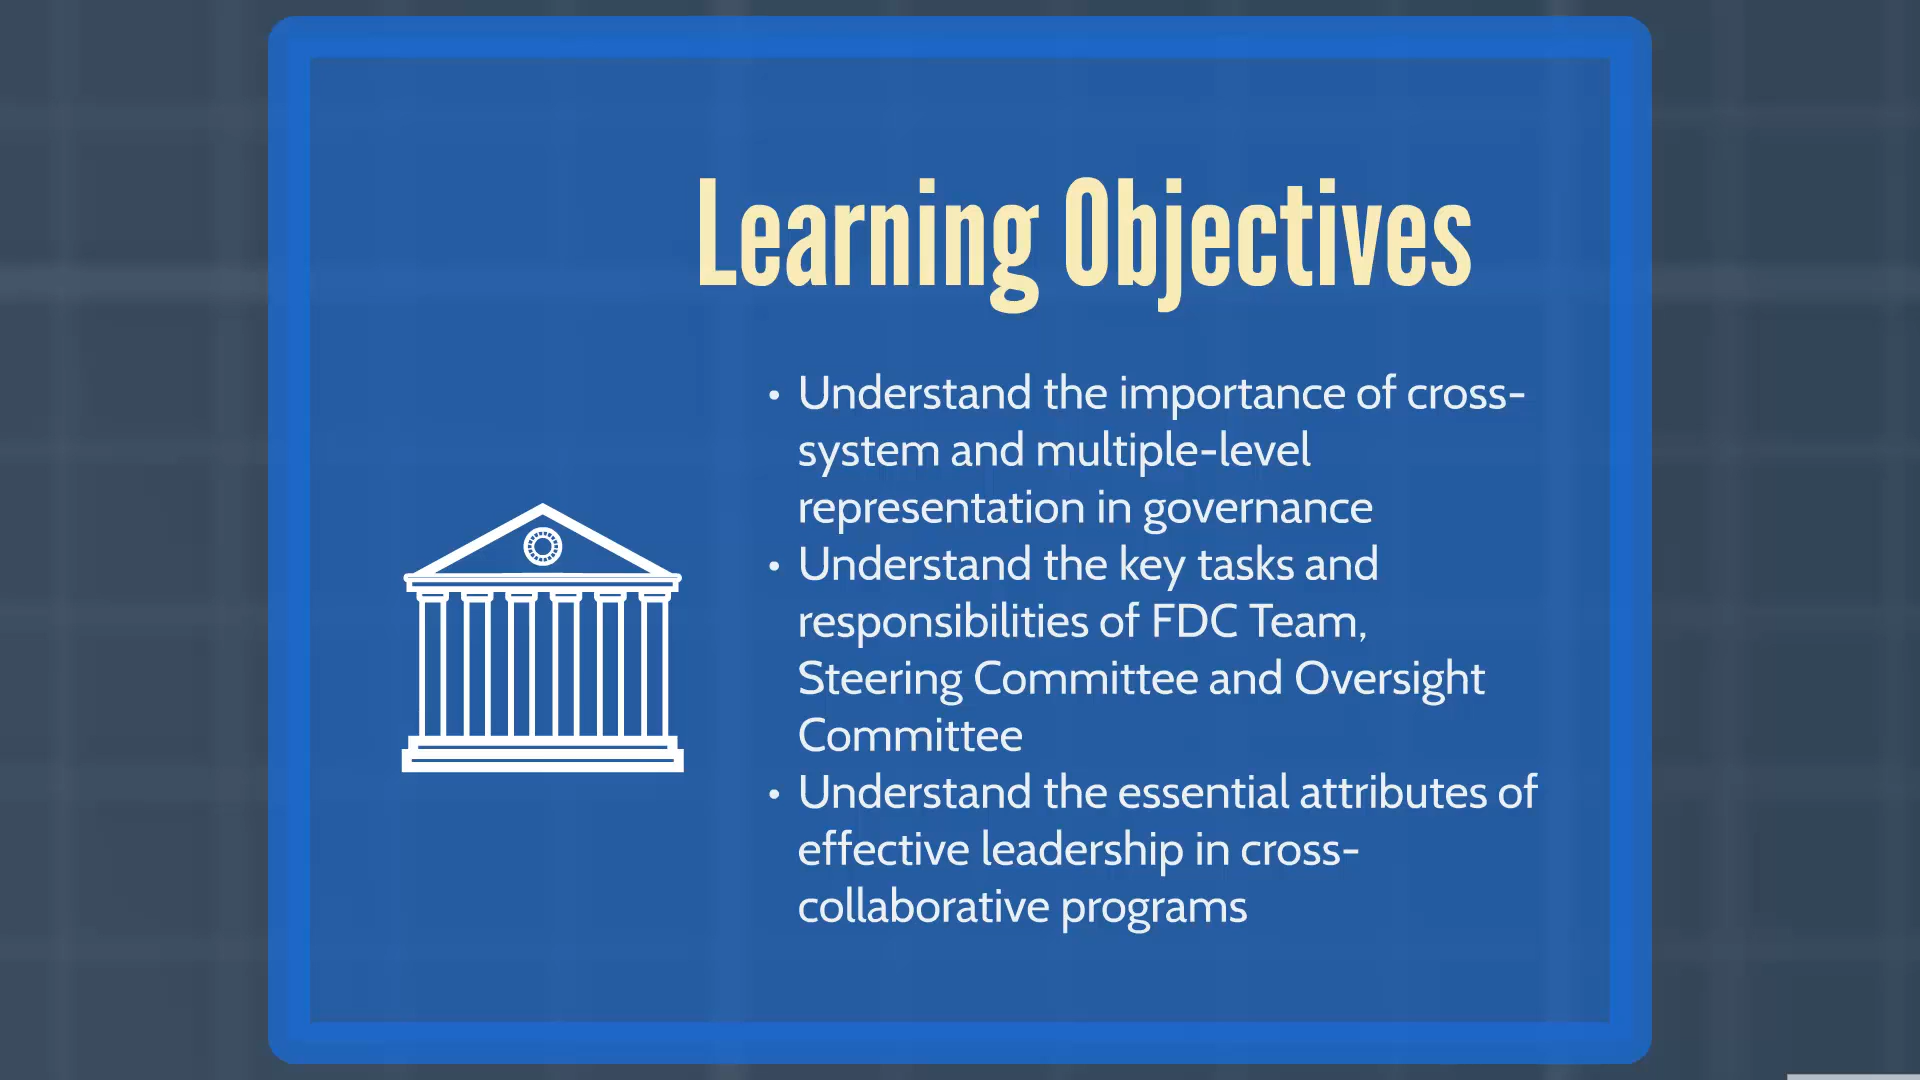 Learning Objectives
• Understand the importance of cross-
system and multiple-level
representation in governance
• Understand the key tasks and
responsibilities of FDC Team,
Steering Committee and Oversight
Committee
• Understand the essential attributes of
effective leadership in cross-
collaborative programs